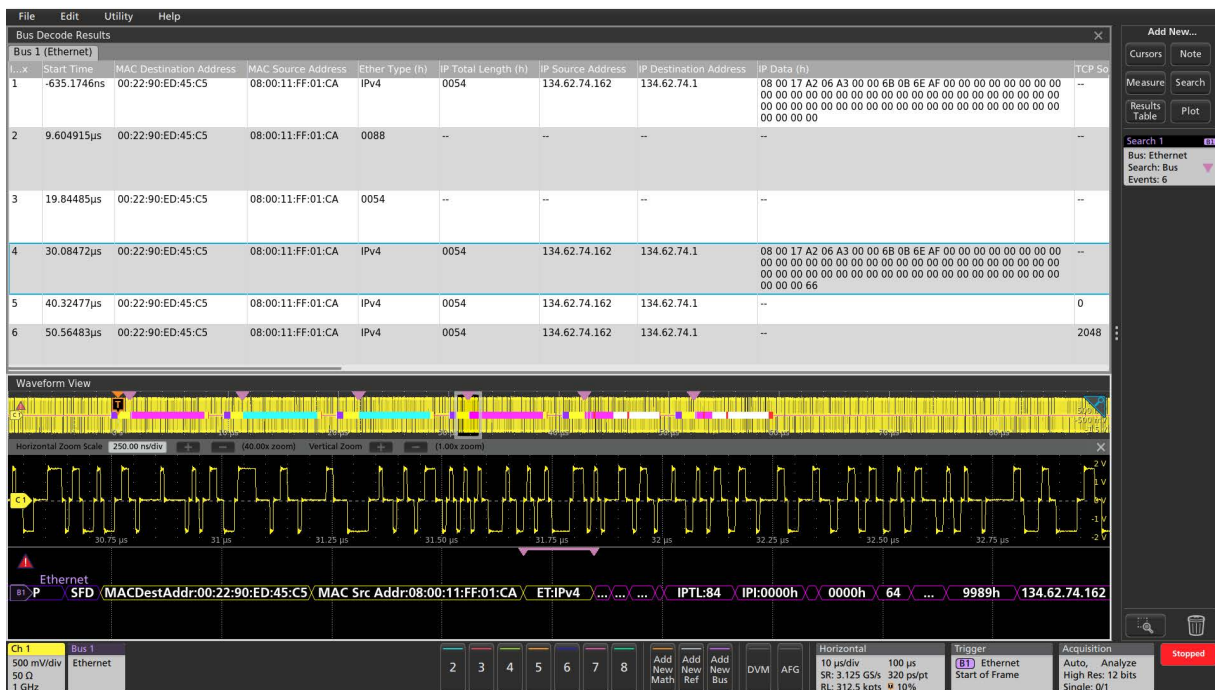 File Edit Utility Help
Bus Decode Results
Bus 1 (Ethernet)
I...x Start Time MAC Destination Address MAC Source Address Ether Type (h) IP Total Length (h) IP Source Address IP Destination Address IP Data (h) TCP So
1 -635.1746ns 00:22:90:ED:45:C5 08:00:11:FF:01:CA IPv4 0054 134.62.74.162 134.62.74.1 08 00 17 A2 06 A3 00 00 6B 0B 6E AF 00 00 00 00 00 00 00 00 --
00 00 00 00 00 00 00 00 00 00 00 00 00 00 00 00 00 00 00 00
00 00 00 00 00 00 00 00 00 00 00 00 00 00 00 00 00 00 00 00
00 00 00 00
2 9.604915µs 00:22:90:ED:45:C5 08:00:11:FF:01:CA 0088 -- -- -- -- --
3 19.84485µs 00:22:90:ED:45:C5 08:00:11:FF:01:CA 0054 -- -- -- -- --
4 30.08472µs 00:22:90:ED:45:C5 08:00:11:FF:01:CA IPv4 0054 134.62.74.162 134.62.74.1 08 00 17 A2 06 A3 00 00 6B 0B 6E AF 00 00 00 00 00 00 00 00 --
00 00 00 00 00 00 00 00 00 00 00 00 00 00 00 00 00 00 00 00
00 00 00 00 00 00 00 00 00 00 00 00 00 00 00 00 00 00 00 00
00 00 00 66
5 40.32477µs 00:22:90:ED:45:C5 08:00:11:FF:01:CA IPv4 0054 134.62.74.162 134.62.74.1 -- 0
6 50.56483µs 00:22:90:ED:45:C5 08:00:11:FF:01:CA IPv4 0054 134.62.74.162 134.62.74.1 -- 2048
Waveform View
T
Horizontal Zoom Scale 250.00 ns/div + - (40.00x zoom) Vertical Zoom + - (1.00x zoom)
2 V
1 V
C1 0 V
-1 V
-2 V
30.75 µs 31 µs 31.25 µs 31.50 µs 31.75 µs 32 µs 32.25 µs 32.50 µs 32.75 µs
Ethernet
B1 P SFD MACDestAddr:00:22:90:ED:45:C5 MAC Src Addr:08:00:11:FF:01:CA ET:IPv4 ... ... ... IPTL:84 IPI:0000h 0000h 64 ... 9989h 134.62.74.162
Add New...
Cursors Note
Measure Search
Results Table Plot
Search 1 B1
Bus: Ethernet
Search: Bus
Events: 6
Ch 1
500 mV/div
50 Ω
1 GHz
Bus 1
Ethernet
2 3 4 5 6 7 8
Add New Math
Add New Ref
Add New Bus
DVM AFG
Horizontal
10 µs/div 100 µs
SR: 3.125 GS/s 320 ps/pt
RL: 312.5 kpts 10%
Trigger
B1 Ethernet
Start of Frame
Acquisition
Auto, Analyze
High Res: 12 bits
Single: 0/1
Stopped